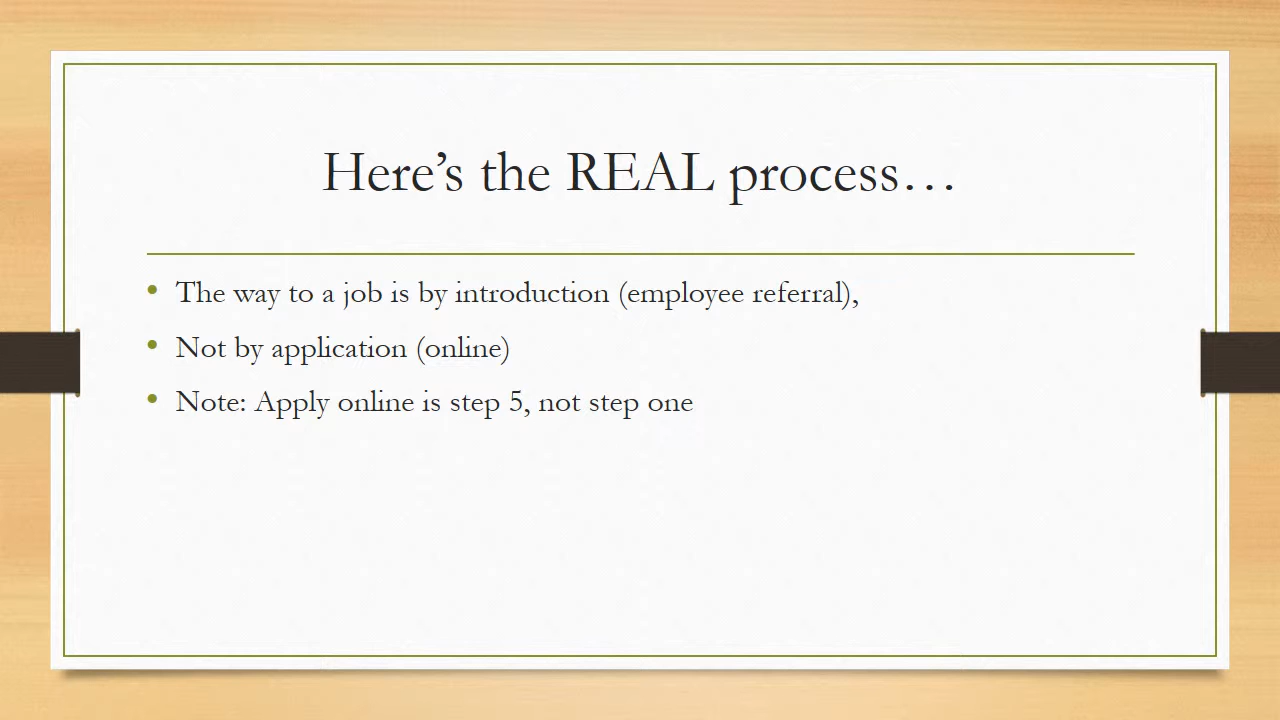 Here’s the REAL process…
• The way to a job is by introduction (employee referral),
• Not by application (online)
• Note: Apply online is step 5, not step one